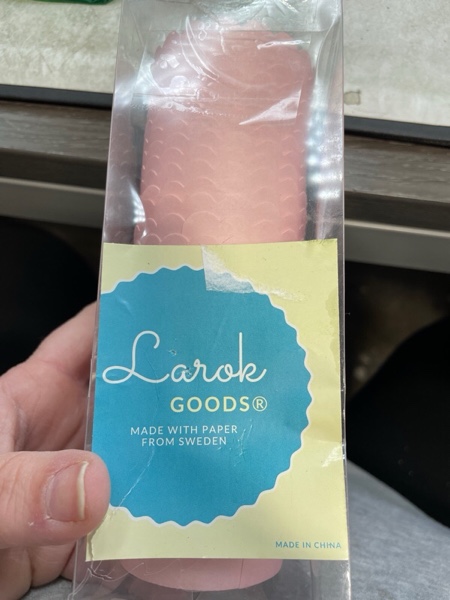 Larok
GOODS®
MADE WITH PAPER
FROM SWEDEN
MADE IN CHINA